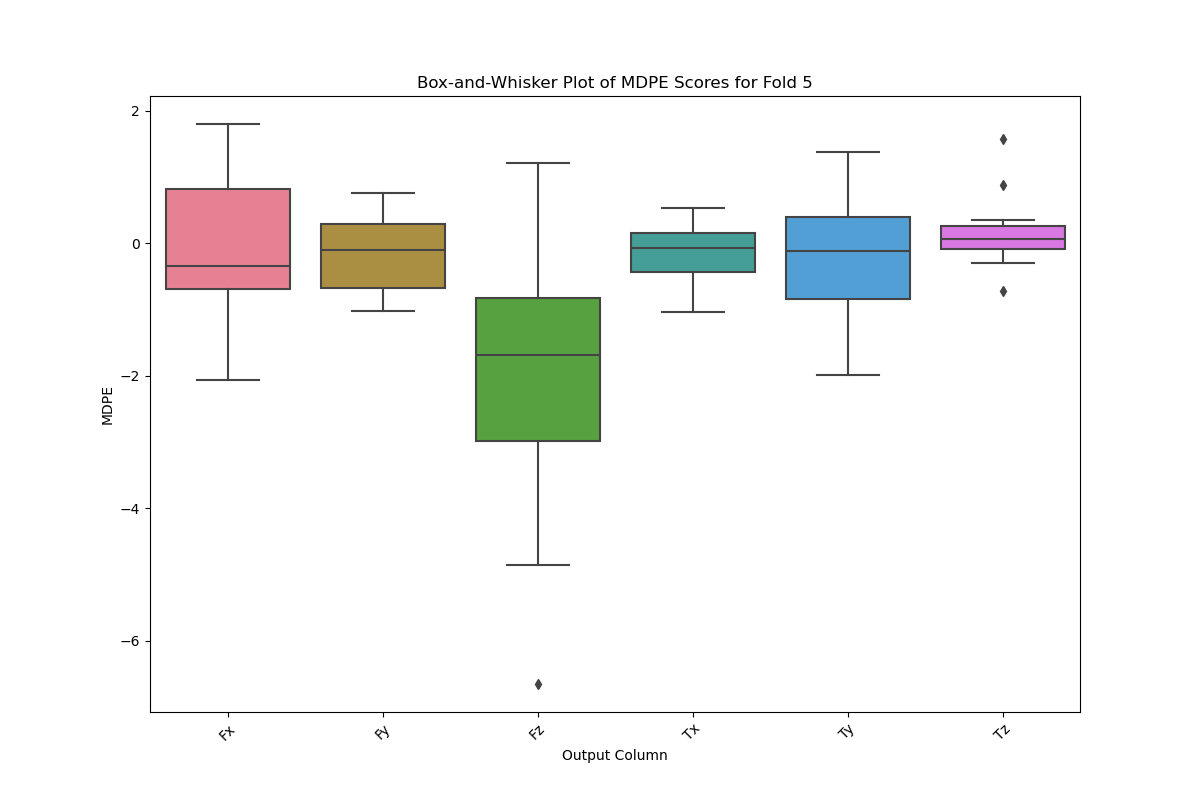 Box-and-Whisker Plot of MDPE Scores for Fold 5
2
0
−2
−4
−6
MDPE
Fx
Fy
Fz
Tx
Ty
Tz
Output Column